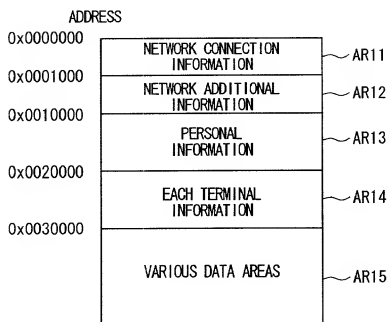 ADDRESS
0x0000000
NETWORK CONNECTION
INFORMATION
AR11
0x0001000
NETWORK ADDITIONAL
INFORMATION
AR12
0x0010000
PERSONAL
INFORMATION
AR13
0x0020000
EACH TERMINAL
INFORMATION
AR14
0x0030000
VARIOUS DATA AREAS
AR15